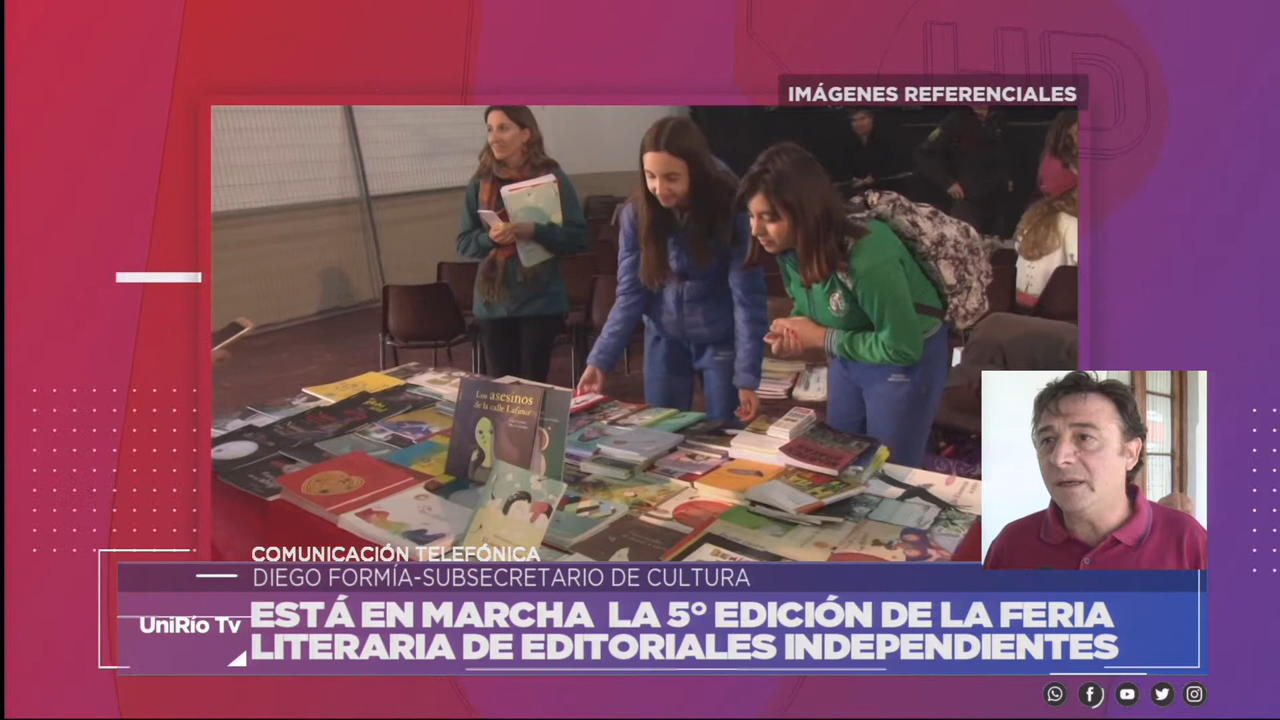 HD
IMÁGENES REFERENCIALES
Los asesinos
de la calle Lafinur
COMUNICACIÓN TELEFÓNICA
DIEGO FORMÍA-SUBSECRETARIO DE CULTURA
UniRío Tv
ESTÁ EN MARCHA LA 5° EDICIÓN DE LA FERIA
LITERARIA DE EDITORIALES INDEPENDIENTES